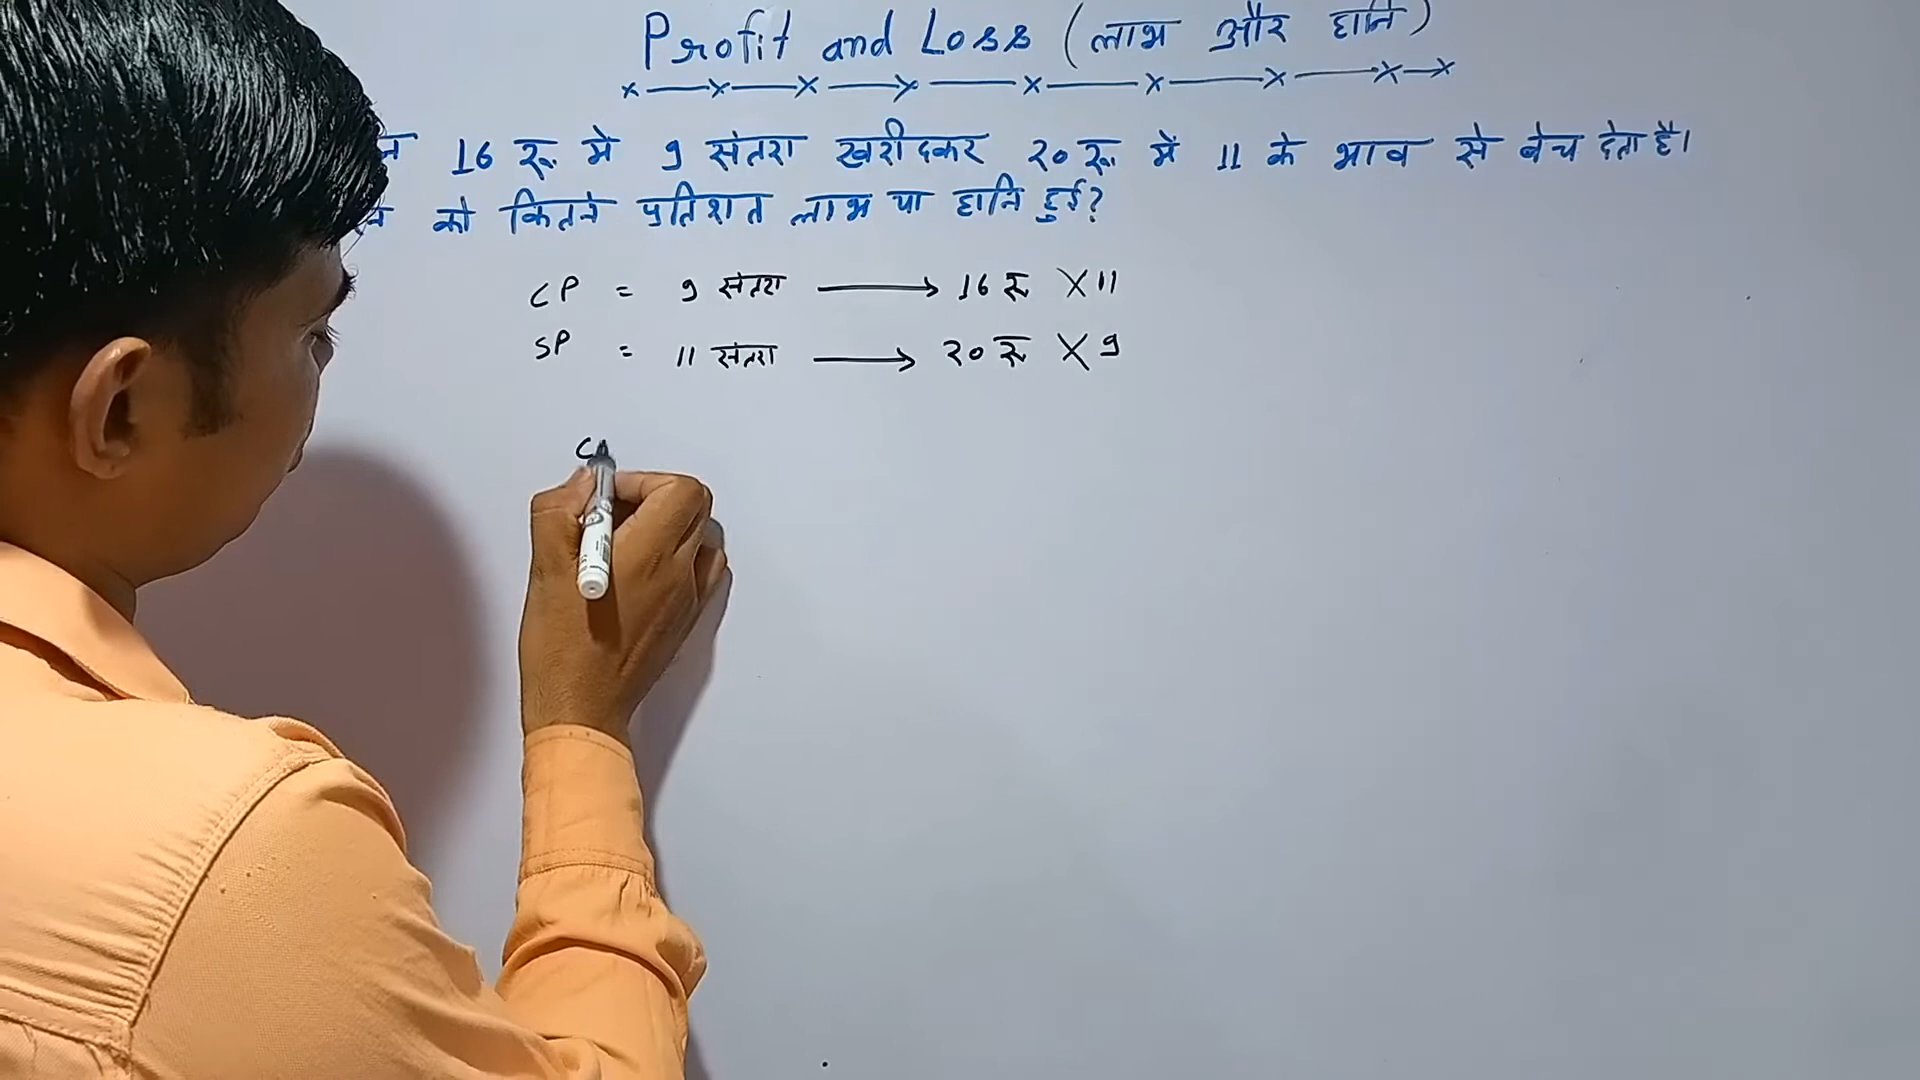 Profit and Loss (लाभ और हानि)
16 रू. में 9 संतरा खरीदकर 20 रू. में 11 के भाव से बेच देता है।
को कितने प्रतिशत लाभ या हानि हुई?
CP = 9 संतरा → 16 रू X 11
SP = 11 संतरा → 20 रू X 9
C